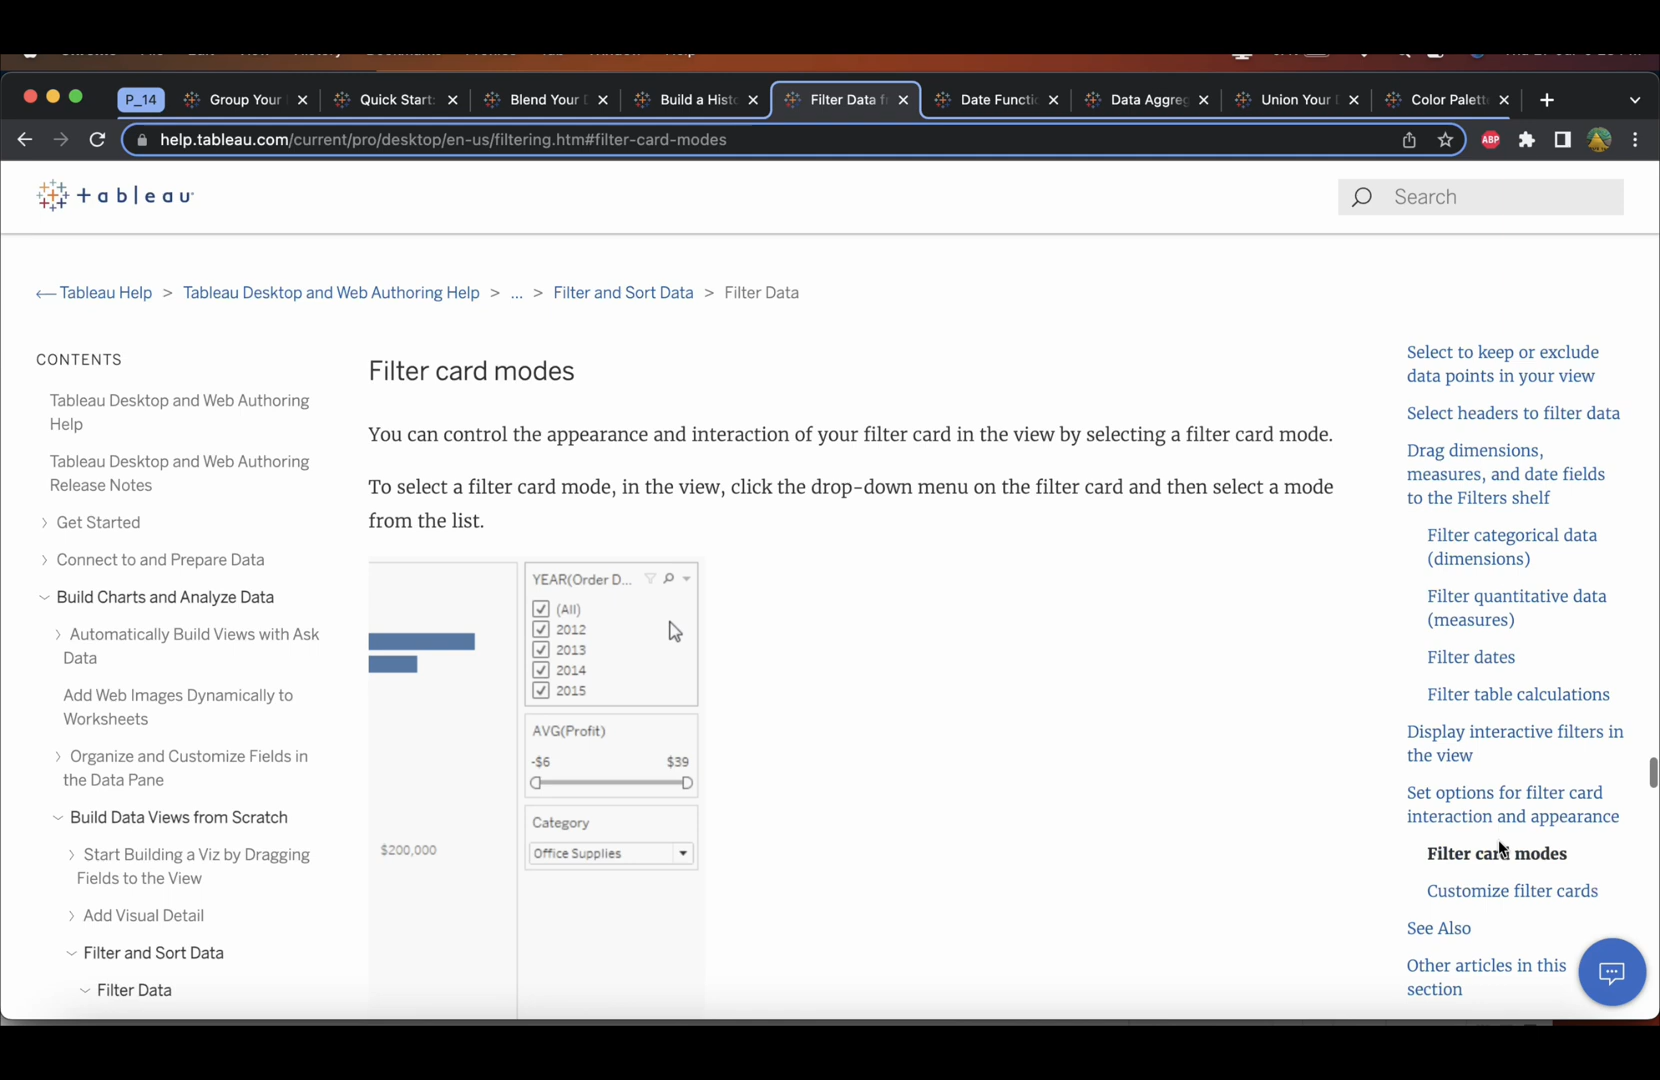 P_14
Group Your
Quick Start:
Blend Your D
Build a Histo
Filter Data f
Date Functio
Data Aggreg
Union Your
Color Palett
help.tableau.com/current/pro/desktop/en-us/filtering.htm#filter-card-modes
ABP
+ a b l e a u
Search
Tableau Help > Tableau Desktop and Web Authoring Help > ... > Filter and Sort Data > Filter Data
CONTENTS
Tableau Desktop and Web Authoring
Help
Tableau Desktop and Web Authoring
Release Notes
Get Started
Connect to and Prepare Data
Build Charts and Analyze Data
Automatically Build Views with Ask
Data
Add Web Images Dynamically to
Worksheets
Organize and Customize Fields in
the Data Pane
Build Data Views from Scratch
Start Building a Viz by Dragging
Fields to the View
Add Visual Detail
Filter and Sort Data
Filter Data
Filter card modes
You can control the appearance and interaction of your filter card in the view by selecting a filter card mode.
To select a filter card mode, in the view, click the drop-down menu on the filter card and then select a mode
from the list.
YEAR(Order D...
(All)
2012
2013
2014
2015
AVG(Profit)
-$6 $39
Category
Office Supplies
$200,000
Select to keep or exclude
data points in your view
Select headers to filter data
Drag dimensions,
measures, and date fields
to the Filters shelf
Filter categorical data
(dimensions)
Filter quantitative data
(measures)
Filter dates
Filter table calculations
Display interactive filters in
the view
Set options for filter card
interaction and appearance
Filter card modes
Customize filter cards
See Also
Other articles in this
section